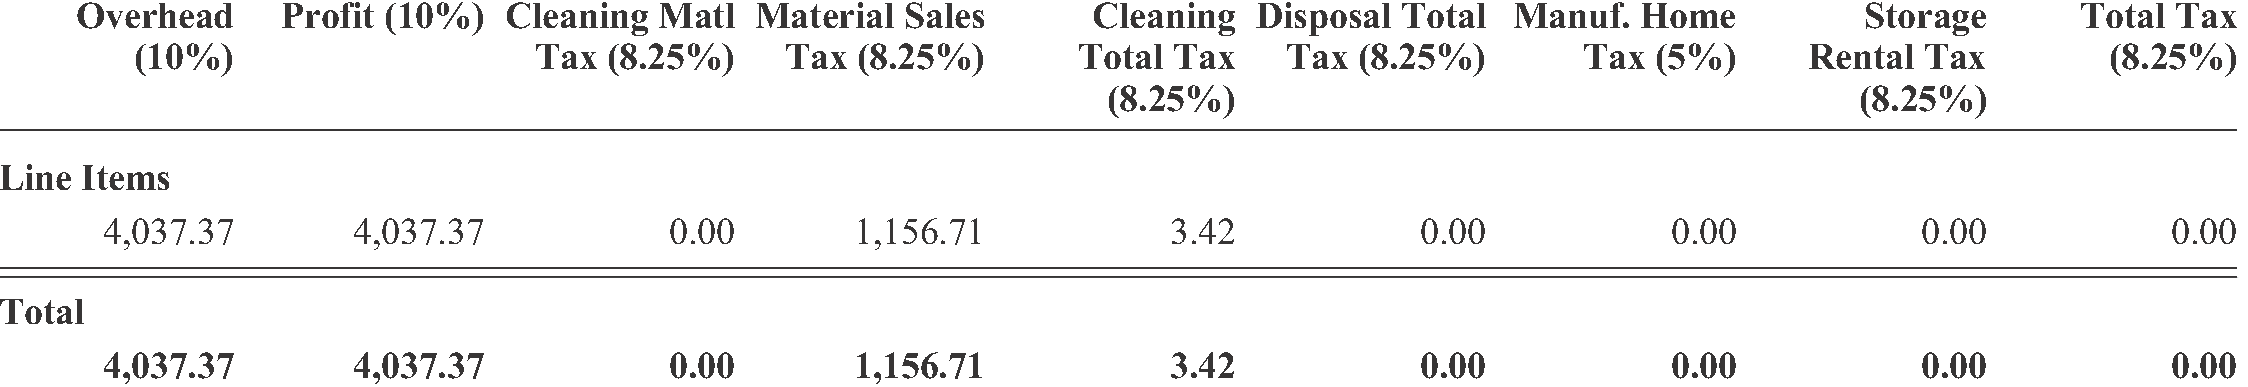 Overhead Profit (10%) Cleaning Matl Material Sales Cleaning Disposal Total Manuf. Home Storage Total Tax
(10%) Tax (8.25%) Tax (8.25%) Total Tax Tax (8.25%) Tax (5%) Rental Tax (8.25%)
(8.25%) (8.25%)
Line Items
4,037.37 4,037.37 0.00 1,156.71 3.42 0.00 0.00 0.00 0.00
Total
4,037.37 4,037.37 0.00 1,156.71 3.42 0.00 0.00 0.00 0.00